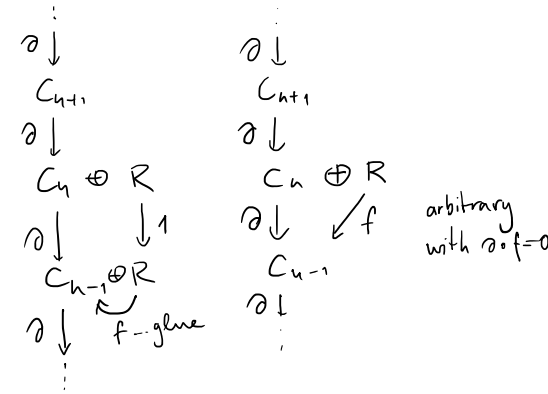 ∂ ↓ ∂ ↓
C_{n+1} C_{n+1}
∂ ↓ ∂ ↓
C_n ⊕ R C_n ⊕ R
∂ ↓ ↓ 1 ∂ ↓ ↙ f arbitrary
with ∂∘f=0
C_{n-1} ⊕ R C_{n-1}
∂ ↓ f - glue ∂ ↓